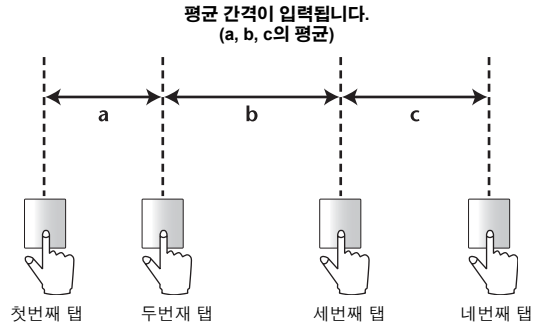 평균 간격이 입력됩니다.
(a, b, c의 평균)
a b c
첫번째 탭 두번재 탭 세번째 탭 네번째 탭